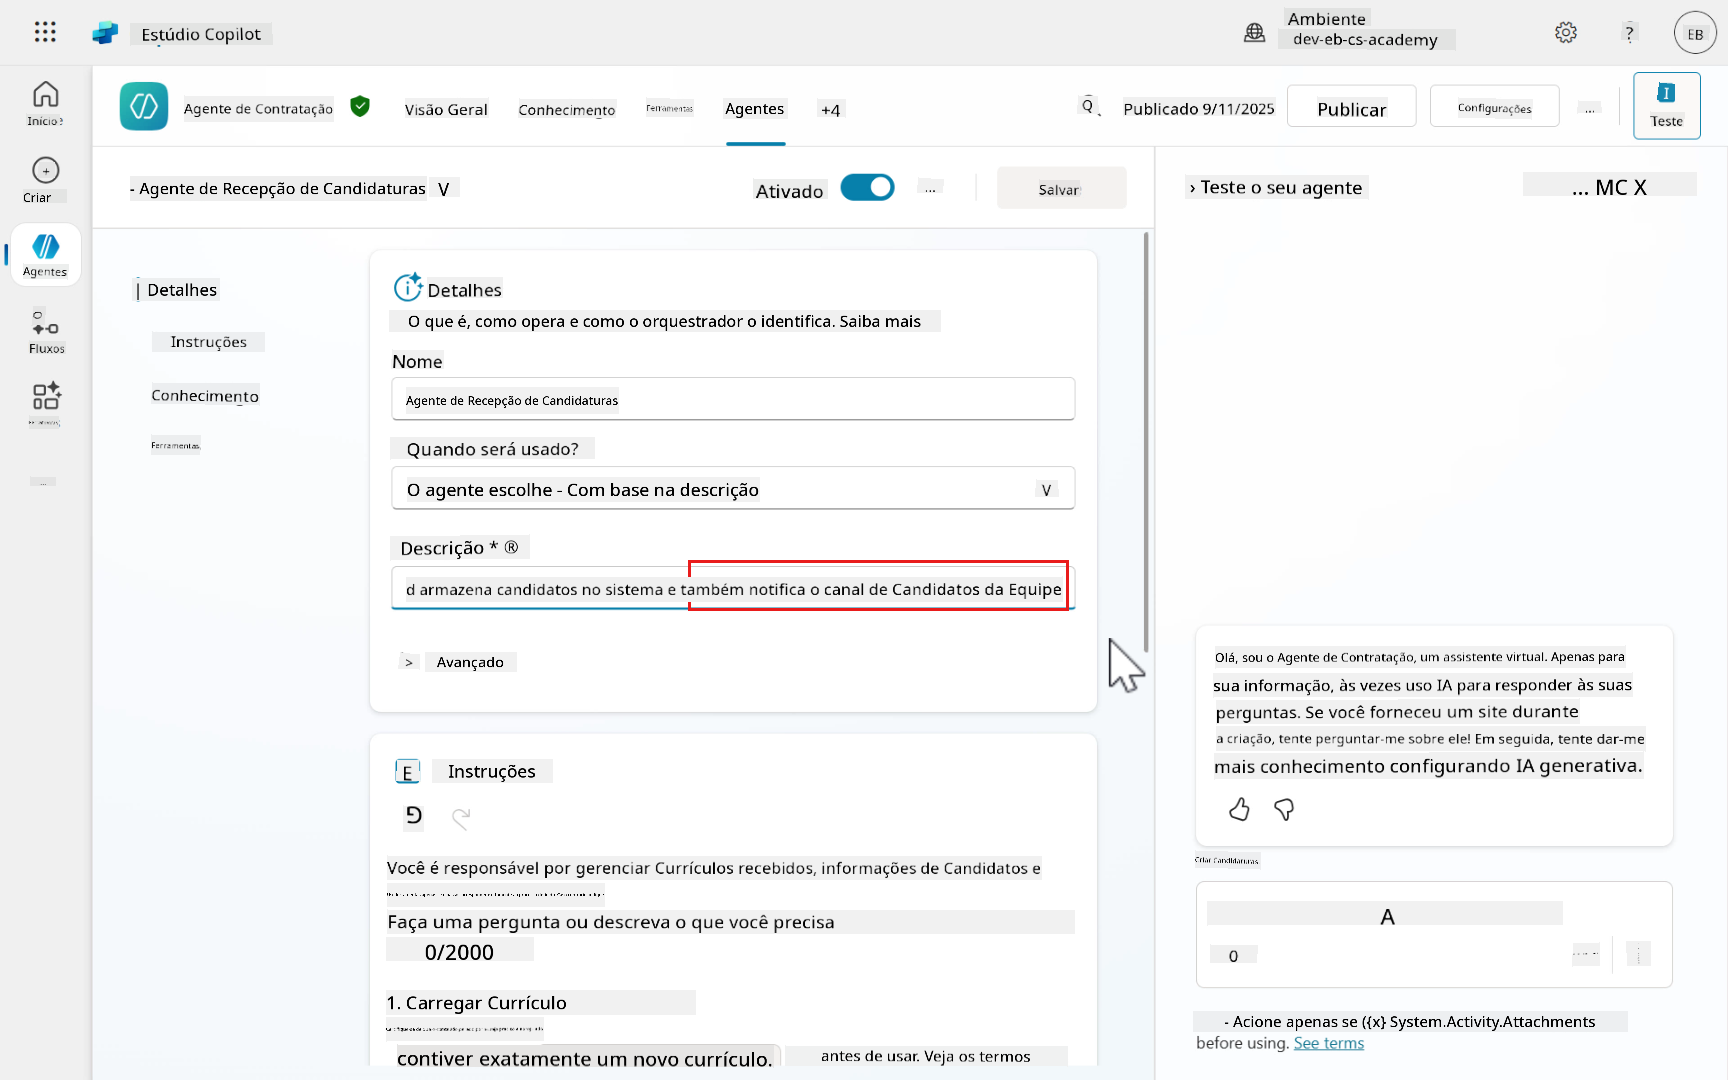 Estúdio Copilot
Ambiente
dev-eb-cs-academy
?
EB
Início
Criar
Agentes
Fluxos
Agente de Contratação
Visão Geral
Conhecimento
Ferramentas
Agentes
+4
Publicado 9/11/2025
Publicar
Configurações
...
Teste
- Agente de Recepção de Candidaturas V
Ativado
...
Salvar
› Teste o seu agente
... MC X
| Detalhes
Instruções
Conhecimento
Ferramentas
Detalhes
O que é, como opera e como o orquestrador o identifica. Saiba mais
Nome
Agente de Recepção de Candidaturas
Quando será usado?
O agente escolhe - Com base na descrição V
Descrição * ®
d armazena candidatos no sistema e também notifica o canal de Candidatos da Equipe
> Avançado
E Instruções
Você é responsável por gerenciar Currículos recebidos, informações de Candidatos e
Faça uma pergunta ou descreva o que você precisa
0/2000
1. Carregar Currículo
contiver exatamente um novo currículo.
antes de usar. Veja os termos
Olá, sou o Agente de Contratação, um assistente virtual. Apenas para
sua informação, às vezes uso IA para responder às suas
perguntas. Se você forneceu um site durante
a criação, tente perguntar-me sobre ele! Em seguida, tente dar-me
mais conhecimento configurando IA generativa.
Criar Candidaturas
A
0
- Acione apenas se ({x} System.Activity.Attachments
before using. See terms